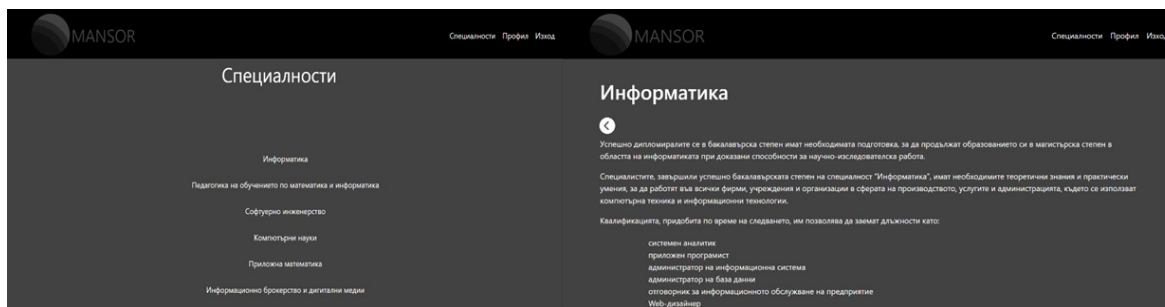 MANSOR
Специалности Профил Изход
Специалности
Информатика
Педагогика на обучението по математика и информатика
Софтуерно инженерство
Компютърни науки
Приложна математика
Информационно брокерство и дигитални медии
MANSOR
Специалности Профил Изход
Информатика
Успешно дипломиралите се в бакалавърска степен имат необходимата подготовка, за да продължат образованието си в магистърска степен в
областта на информатиката при доказани способности за научно-изследователска работа.
Специалистите, завършили успешно бакалавърската степен на специалност "Информатика", имат необходимите теоретични знания и практически
умения, за да работят във всички фирми, учреждения и организации в сферата на производството, услугите и администрацията, където се използват
компютърна техника и информационни технологии.
Квалификацията, придобита по време на следването, им позволява да заемат длъжности като:
системен аналитик
приложен програмист
администратор на информационна система
администратор на база данни
отговорник за информационното обслужване на предприятие
Web-дизайнер